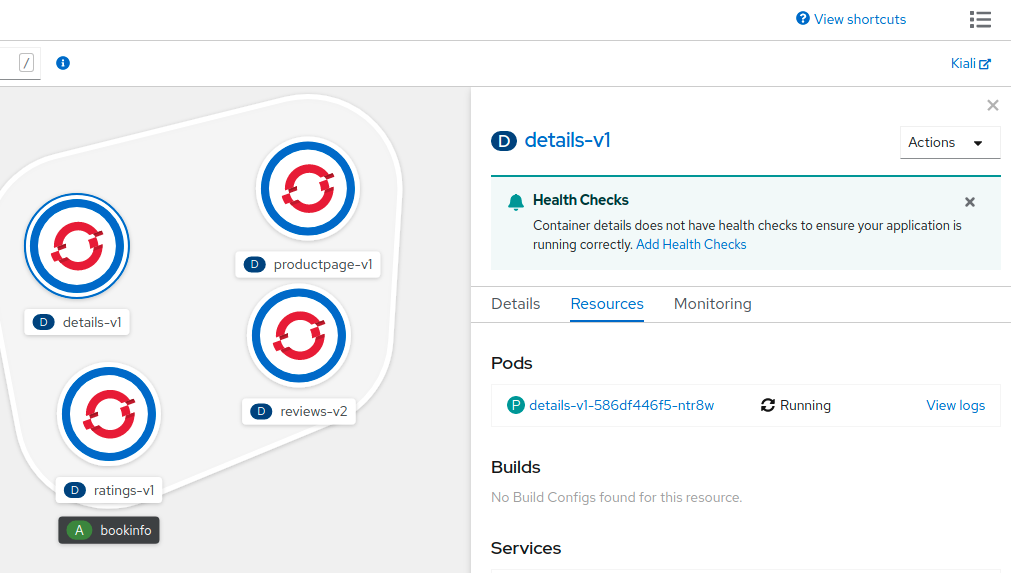 View shortcuts
/
Kiali
D details-v1
Actions
Health Checks
Container details does not have health checks to ensure your application is
running correctly. Add Health Checks
Details Resources Monitoring
Pods
P details-v1-586df446f5-ntr8w Running View logs
Builds
No Build Configs found for this resource.
Services
D productpage-v1
D details-v1
D reviews-v2
D ratings-v1
A bookinfo